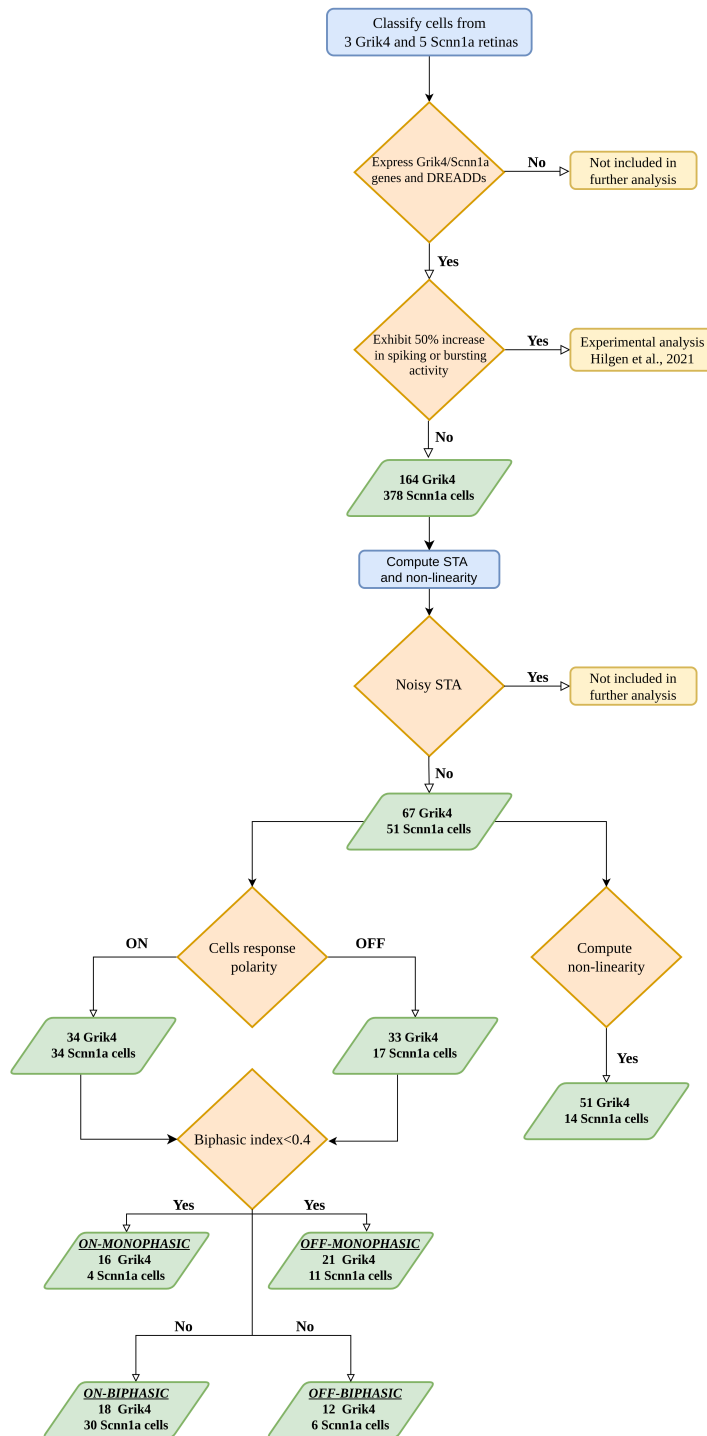 Classify cells from
3 Grik4 and 5 Scnn1a retinas
Express Grik4/Scnn1a
genes and DREADDs
No
Not included in
further analysis
Yes
Exhibit 50% increase
in spiking or bursting
activity
Yes
Experimental analysis
Hilgen et al., 2021
No
164 Grik4
378 Scnn1a cells
Compute STA
and non-linearity
Noisy STA
Yes
Not included in
further analysis
No
67 Grik4
51 Scnn1a cells
ON
Cells response
polarity
OFF
Compute
non-linearity
34 Grik4
34 Scnn1a cells
33 Grik4
17 Scnn1a cells
Yes
51 Grik4
14 Scnn1a cells
Biphasic index<0.4
Yes
Yes
ON-MONOPHASIC
16 Grik4
4 Scnn1a cells
OFF-MONOPHASIC
21 Grik4
11 Scnn1a cells
No
No
ON-BIPHASIC
18 Grik4
30 Scnn1a cells
OFF-BIPHASIC
12 Grik4
6 Scnn1a cells